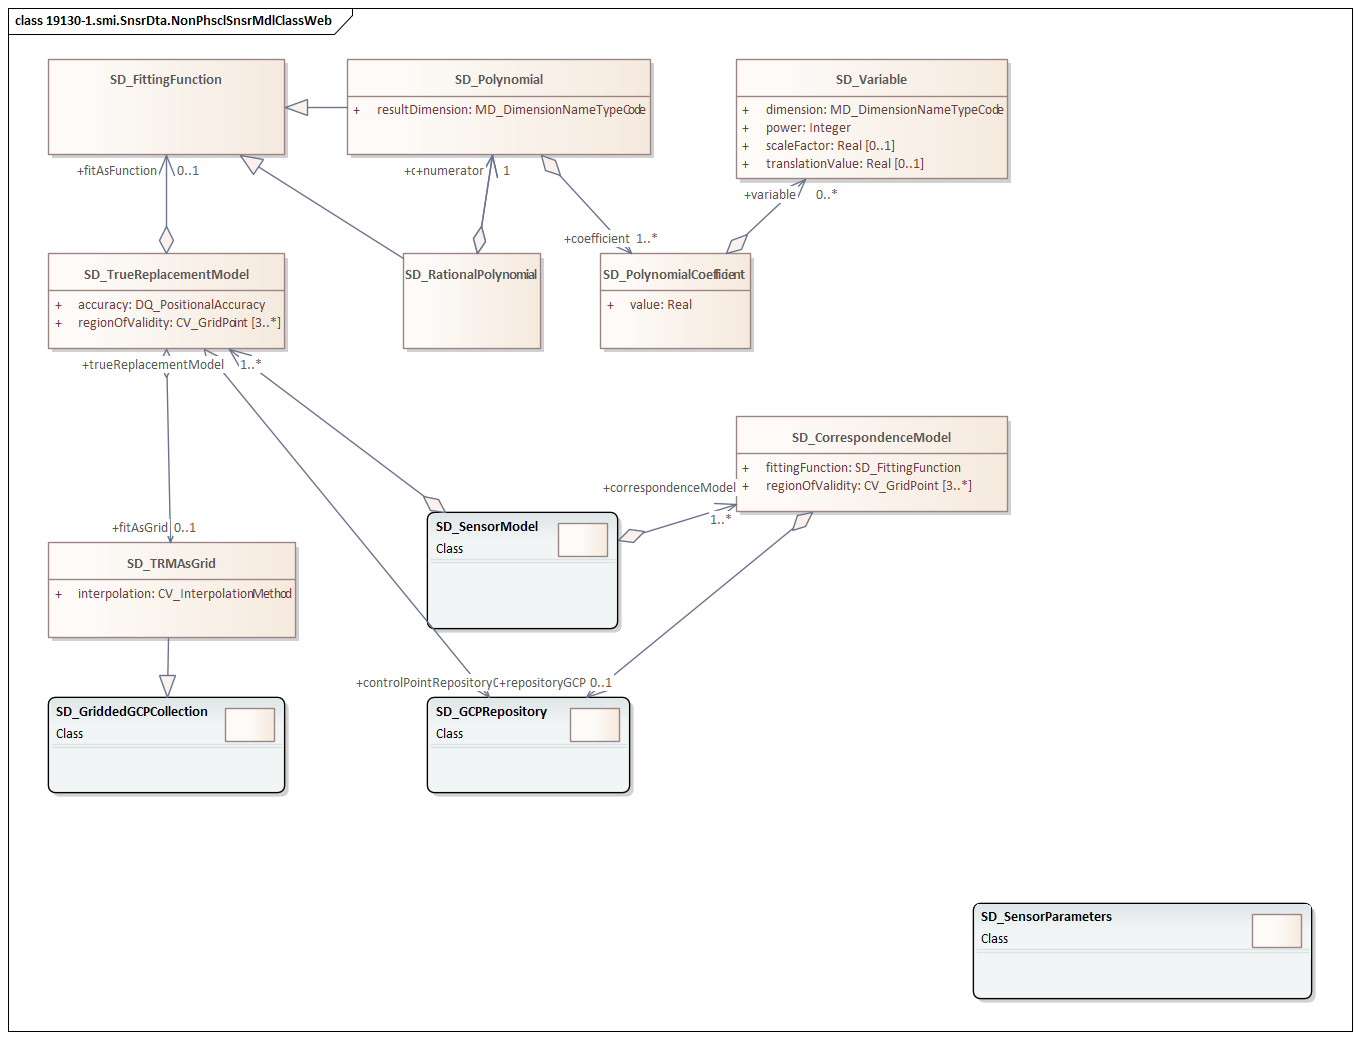 class 19130-1.smi.SnsrDta.NonPhsclSnsrMdlClassWeb
SD_FittingFunction
SD_Polynomial
+ resultDimension: MD_DimensionNameTypeCode
SD_Variable
+ dimension: MD_DimensionNameTypeCode
+ power: Integer
+ scaleFactor: Real [0..1]
+ translationValue: Real [0..1]
+fitAsFunction 0..1
+numerator 1
+variable 0..*
+coefficient 1..*
SD_TrueReplacementModel
+ accuracy: DQ_PositionalAccuracy
+ regionOfValidity: CV_GridPoint [3..*]
SD_RationalPolynomial
SD_PolynomialCoefficient
+ value: Real
+trueReplacementModel 1..*
SD_CorrespondenceModel
+ fittingFunction: SD_FittingFunction
+ regionOfValidity: CV_GridPoint [3..*]
+correspondenceModel
1..*
+fitAsGrid 0..1
SD_SensorModel
Class
SD_TRMAsGrid
+ interpolation: CV_InterpolationMethod
+controlPointRepository +repositoryGCP 0..1
SD_GriddedGCPCollection
Class
SD_GCPRepository
Class
SD_SensorParameters
Class